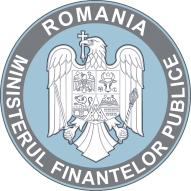 ROMANIA
MINISTERUL FINANTELOR PUBLICE